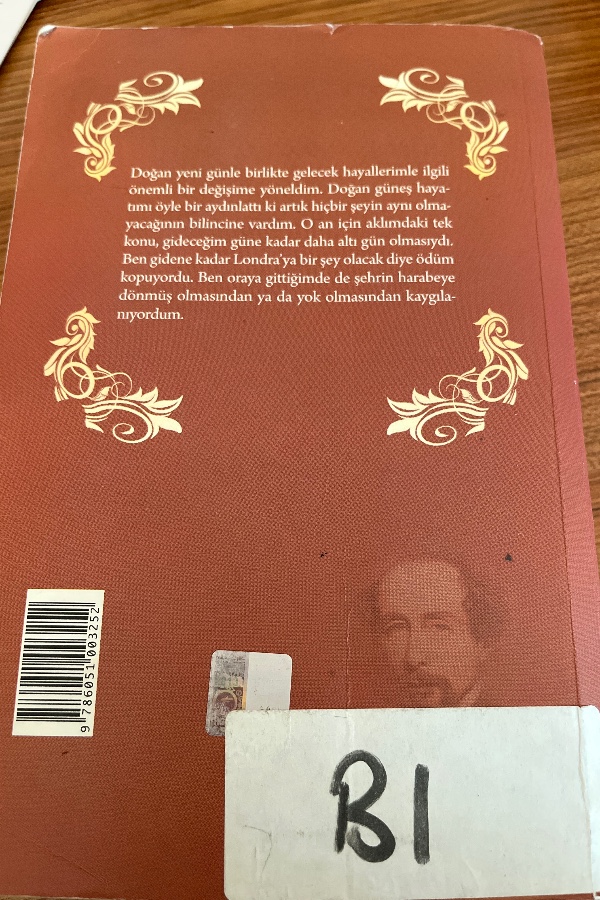 Doğan yeni günle birlikte gelecek hayallerimle ilgili
önemli bir değişime yöneldim. Doğan güneş haya-
tımı öyle bir aydınlattı ki artık hiçbir şeyin aynı olma-
yacağının bilincine vardım. O an için aklımdaki tek
konu, gideceğim güne kadar daha altı gün olmasıydı.
Ben gidene kadar Londra'ya bir şey olacak diye ödüm
kopuyordu. Ben oraya gittiğimde de şehrin harabeye
dönmüş olmasından ya da yok olmasından kaygıla-
nıyordum.
9 786051 003252
B1